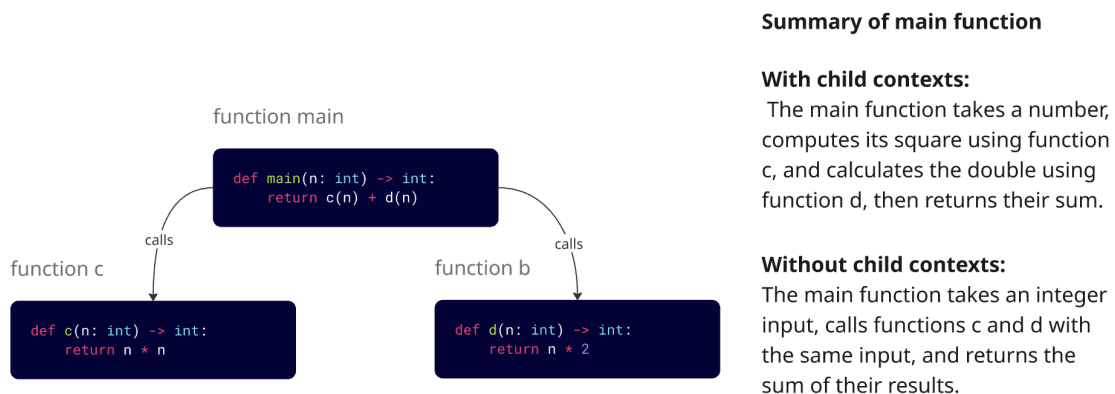 function main
def main(n: int) -> int:
    return c(n) + d(n)
calls
calls
function c
def c(n: int) -> int:
    return n * n
function b
def d(n: int) -> int:
    return n * 2
Summary of main function
With child contexts:
The main function takes a number,
computes its square using function
c, and calculates the double using
function d, then returns their sum.
Without child contexts:
The main function takes an integer
input, calls functions c and d with
the same input, and returns the
sum of their results.